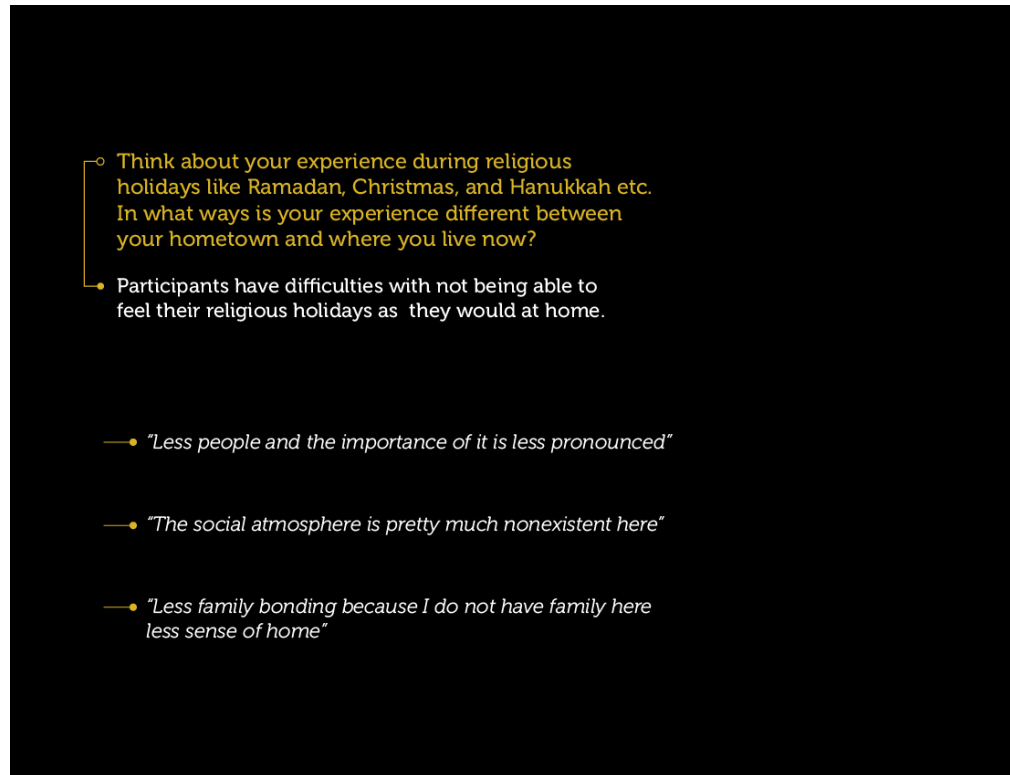 Think about your experience during religious
holidays like Ramadan, Christmas, and Hanukkah etc.
In what ways is your experience different between
your hometown and where you live now?
Participants have difficulties with not being able to
feel their religious holidays as  they would at home.
“Less people and the importance of it is less pronounced”
“The social atmosphere is pretty much nonexistent here”
“Less family bonding because I do not have family here
less sense of home”